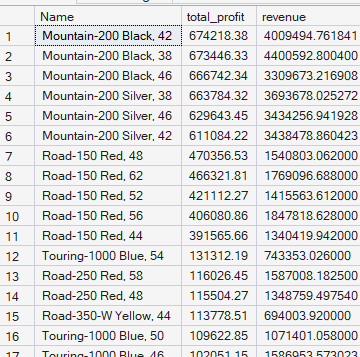 Name total_profit revenue
1 Mountain-200 Black, 42 674218.38 4009494.761841
2 Mountain-200 Black, 38 673446.33 4400592.800400
3 Mountain-200 Black, 46 666742.34 3309673.216908
4 Mountain-200 Silver, 38 663784.32 3693678.025272
5 Mountain-200 Silver, 46 629643.45 3434256.941928
6 Mountain-200 Silver, 42 611084.22 3438478.860423
7 Road-150 Red, 48 470356.53 1540803.062000
8 Road-150 Red, 62 466321.81 1769096.688000
9 Road-150 Red, 52 421112.27 1415563.612000
10 Road-150 Red, 56 406080.86 1847818.628000
11 Road-150 Red, 44 391565.66 1340419.942000
12 Touring-1000 Blue, 54 131312.19 743353.026000
13 Road-250 Red, 58 116026.45 1587008.182500
14 Road-250 Red, 48 115504.27 1348759.497540
15 Road-350-W Yellow, 44 113778.51 694003.920000
16 Touring-1000 Blue, 50 109622.85 1071401.058000
17 Touring-1000 Blue, 46 102051.15 1586953.573023